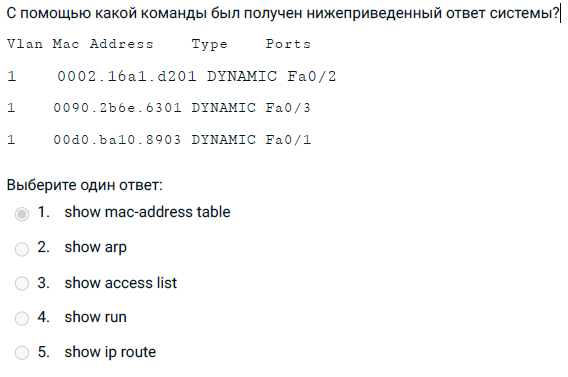 С помощью какой команды был получен нижеприведенный ответ системы?
Vlan Mac Address Type Ports
1 0002.16a1.d201 DYNAMIC Fa0/2
1 0090.2b6e.6301 DYNAMIC Fa0/3
1 00d0.ba10.8903 DYNAMIC Fa0/1
Выберите один ответ:
1. show mac-address table
2. show arp
3. show access list
4. show run
5. show ip route